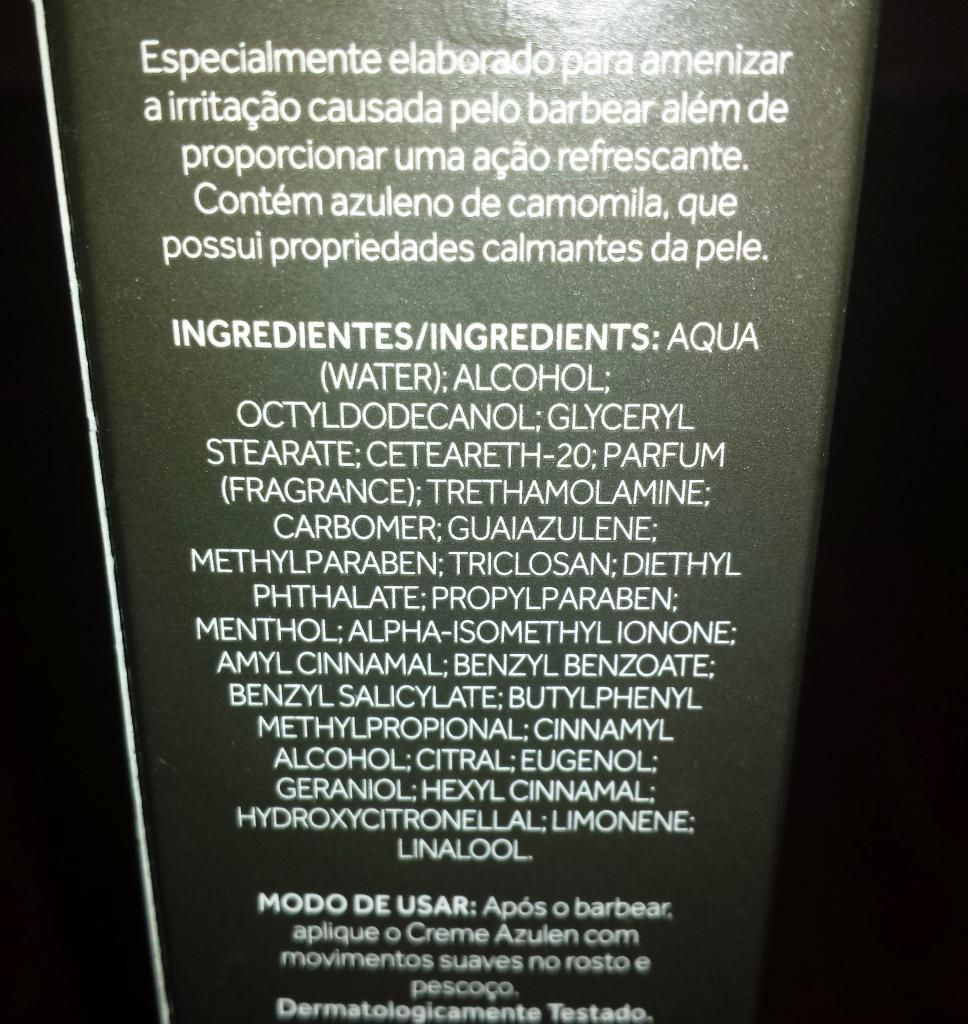 Especialmente elaborado para amenizar
a irritação causada pelo barbear além de
proporcionar uma ação refrescante.
Contém azuleno de camomila, que
possui propriedades calmantes da pele.
INGREDIENTES/INGREDIENTS: AQUA
(WATER); ALCOHOL;
OCTYLDODECANOL; GLYCERYL
STEARATE; CETEARETH-20; PARFUM
(FRAGRANCE); TRETHAMOLAMINE;
CARBOMER; GUAIAZULENE;
METHYLPARABEN; TRICLOSAN; DIETHYL
PHTHALATE; PROPYLPARABEN;
MENTHOL; ALPHA-ISOMETHYL IONONE;
AMYL CINNAMAL; BENZYL BENZOATE;
BENZYL SALICYLATE; BUTYLPHENYL
METHYLPROPIONAL; CINNAMYL
ALCOHOL; CITRAL; EUGENOL;
GERANIOL; HEXYL CINNAMAL;
HYDROXYCITRONELLAL; LIMONENE;
LINALOOL.
MODO DE USAR: Após o barbear,
aplique o Creme Azulen com
movimentos suaves no rosto e
pescoço.
Dermatologicamente Testado.